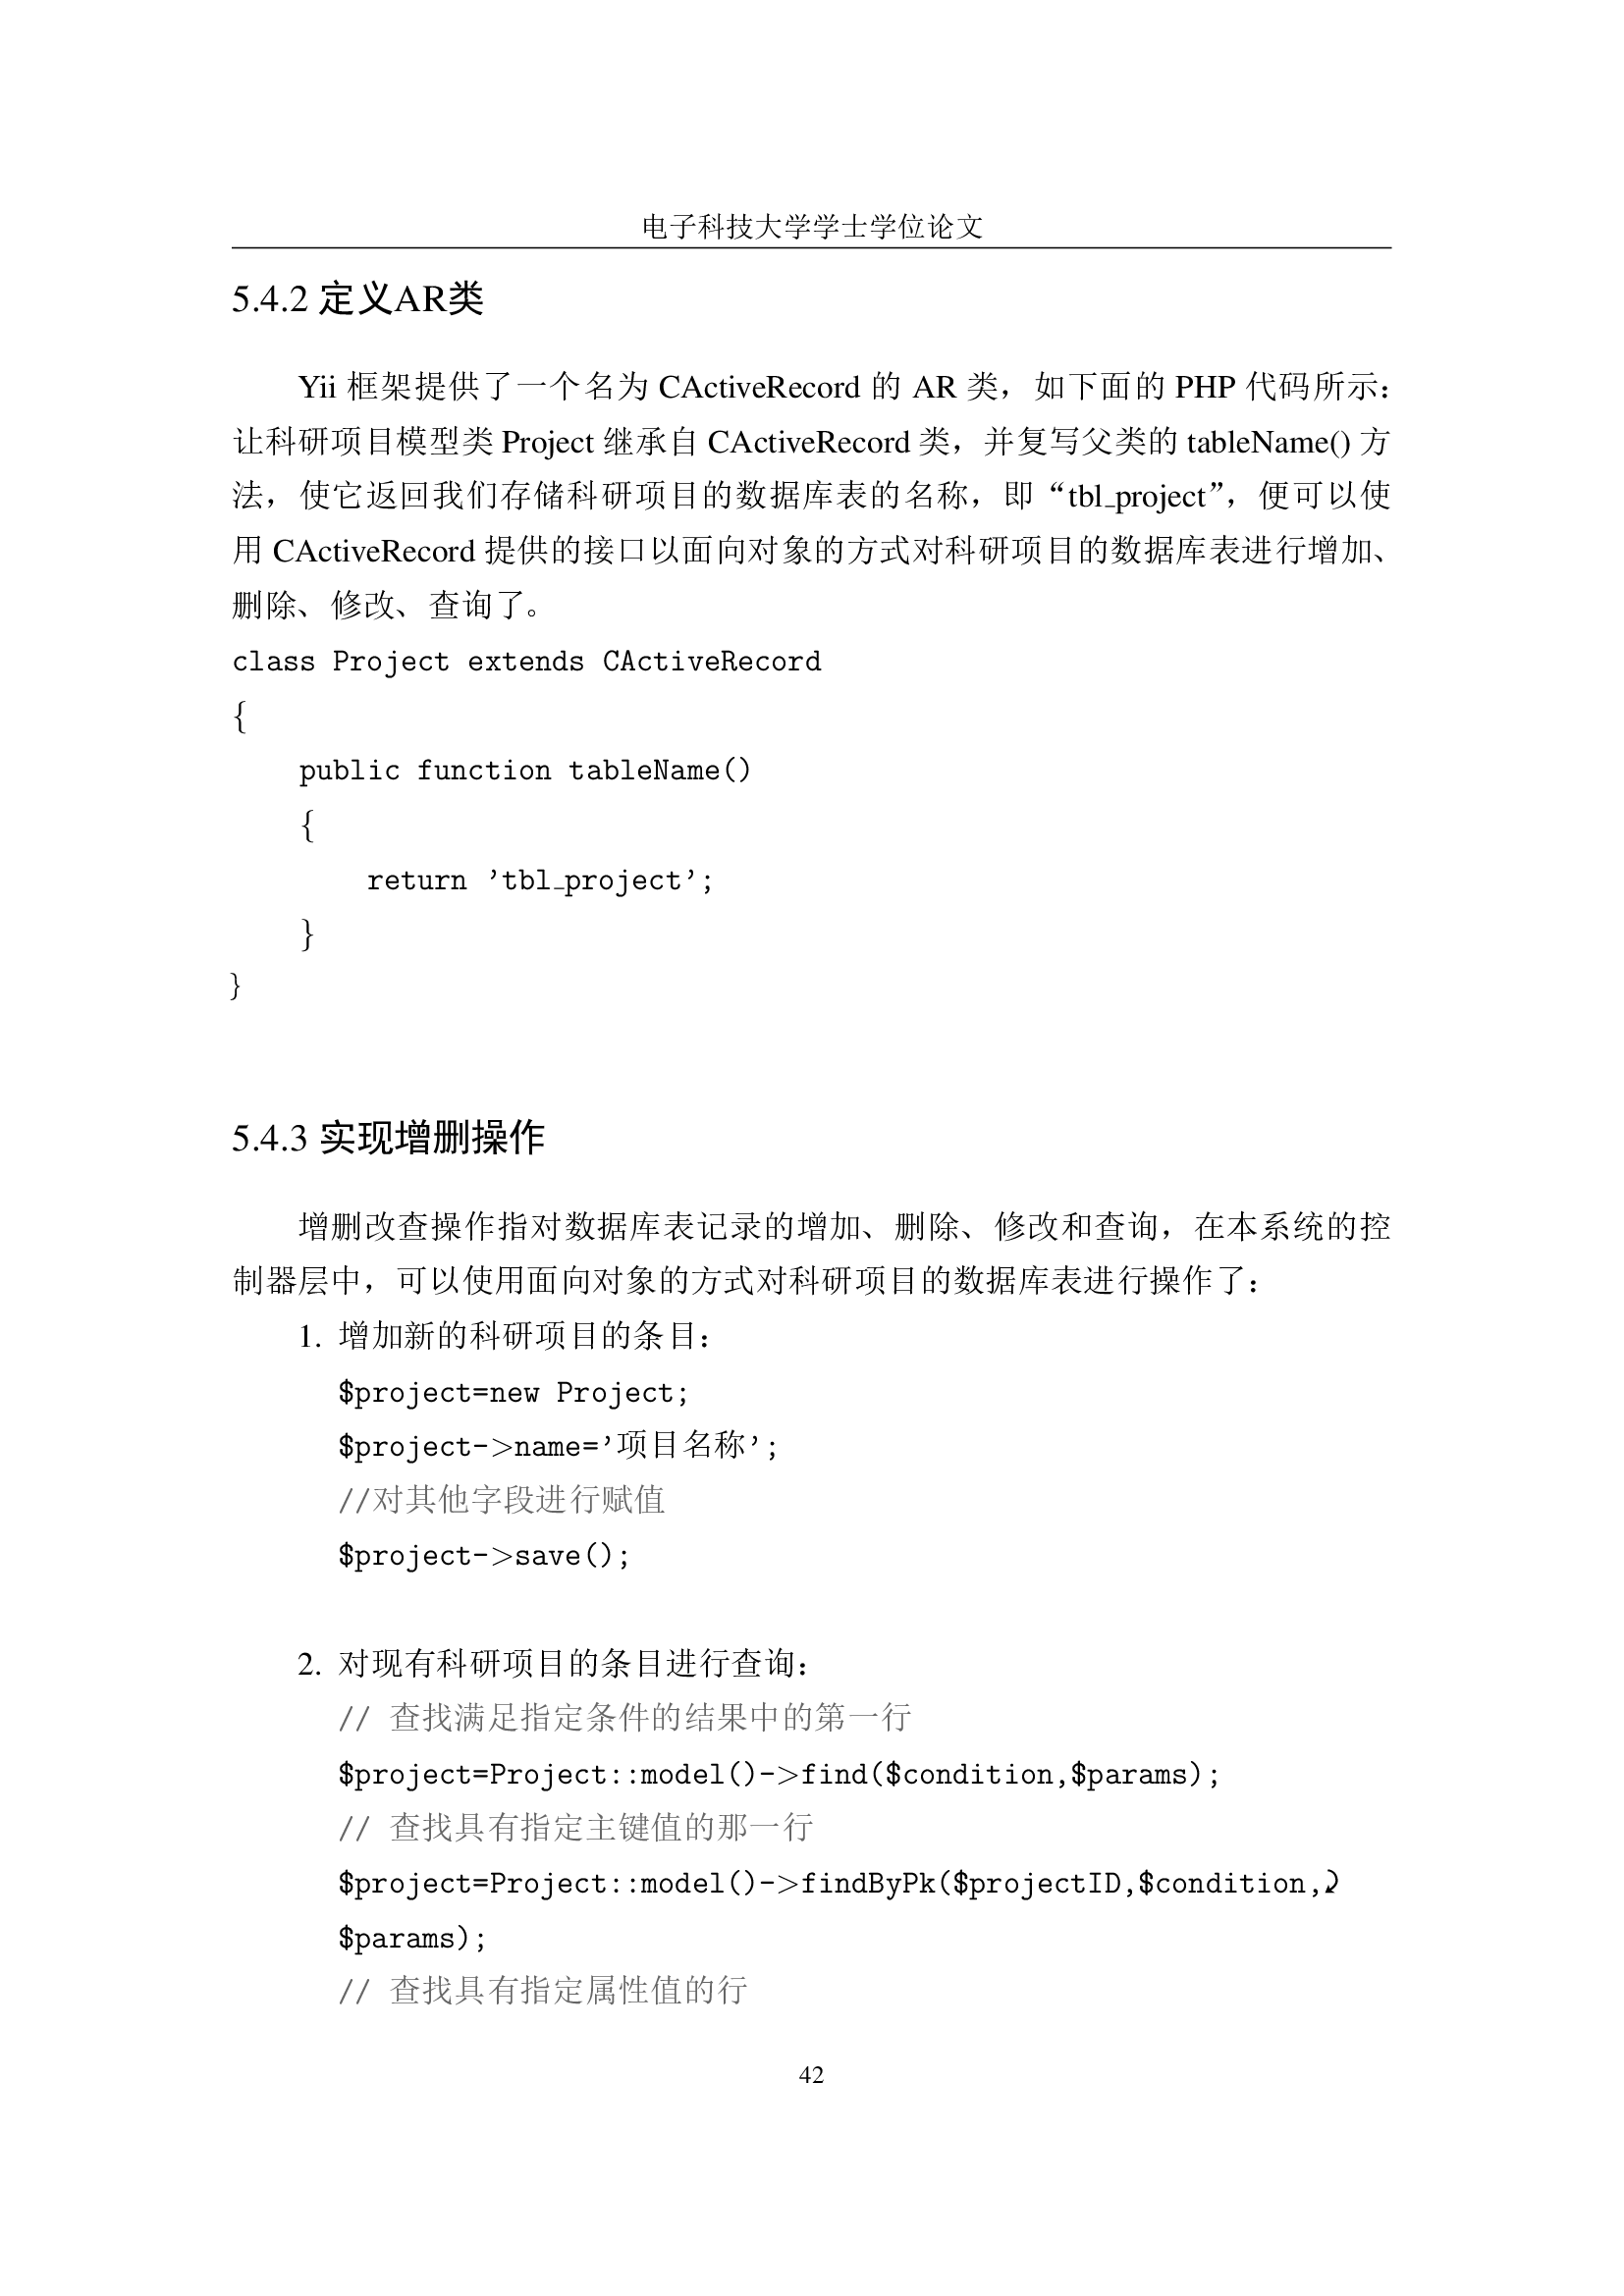 电子科技大学学士学位论文
5.4.2 定义AR类
Yii 框架提供了一个名为 CActiveRecord 的 AR 类，如下面的 PHP 代码所示：
让科研项目模型类 Project 继承自 CActiveRecord 类，并复写父类的 tableName() 方
法，使它返回我们存储科研项目的数据库表的名称，即“tbl_project”，便可以使
用 CActiveRecord 提供的接口以面向对象的方式对科研项目的数据库表进行增加、
删除、修改、查询了。
class Project extends CActiveRecord
{
    public function tableName()
    {
        return 'tbl_project';
    }
}
5.4.3 实现增删操作
增删改查操作指对数据库表记录的增加、删除、修改和查询，在本系统的控
制器层中，可以使用面向对象的方式对科研项目的数据库表进行操作了：
1. 增加新的科研项目的条目：
$project=new Project;
$project->name='项目名称';
//对其他字段进行赋值
$project->save();
2. 对现有科研项目的条目进行查询：
// 查找满足指定条件的结果中的第一行
$project=Project::model()->find($condition,$params);
// 查找具有指定主键值的那一行
$project=Project::model()->findByPk($projectID,$condition,⤸
$params);
// 查找具有指定属性值的行
42